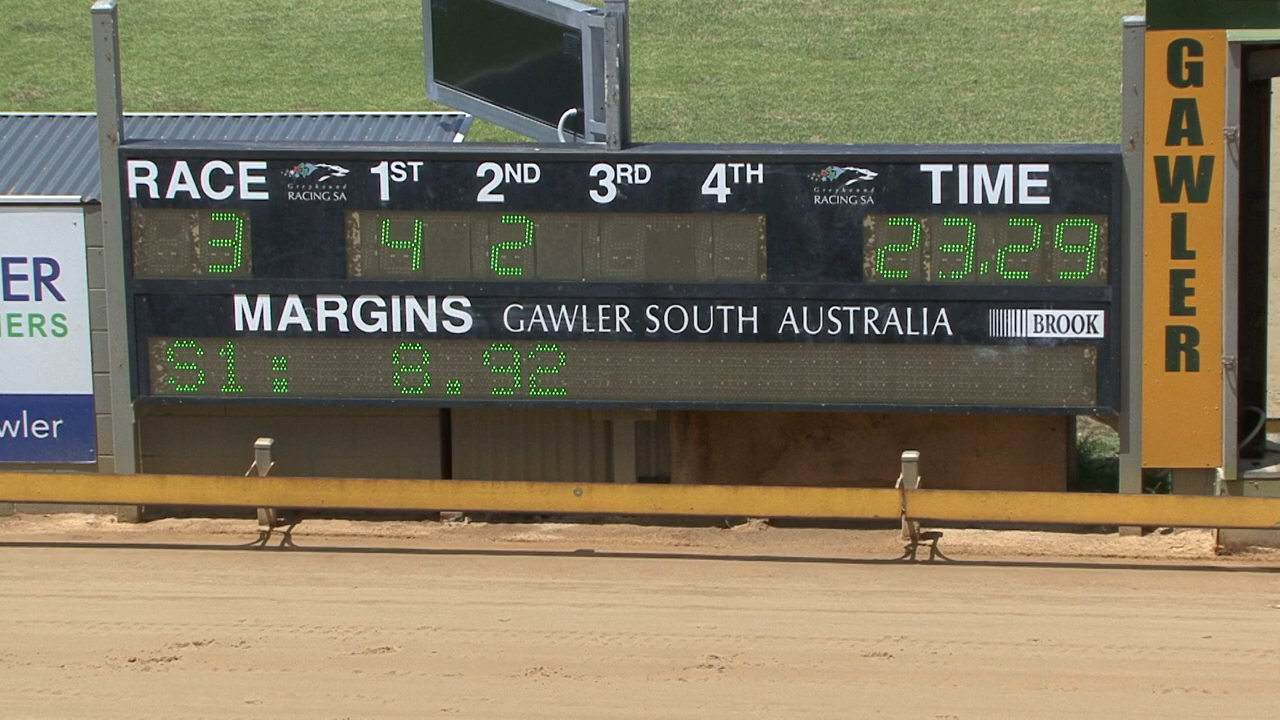 RACE
Greyhound
RACING SA
1ST 2ND 3RD 4TH
Greyhound
RACING SA
TIME
3 4 2 23.29
MARGINS GAWLER SOUTH AUSTRALIA BROOK
S1: 8.92
GAWLER
ER
IERS
wler